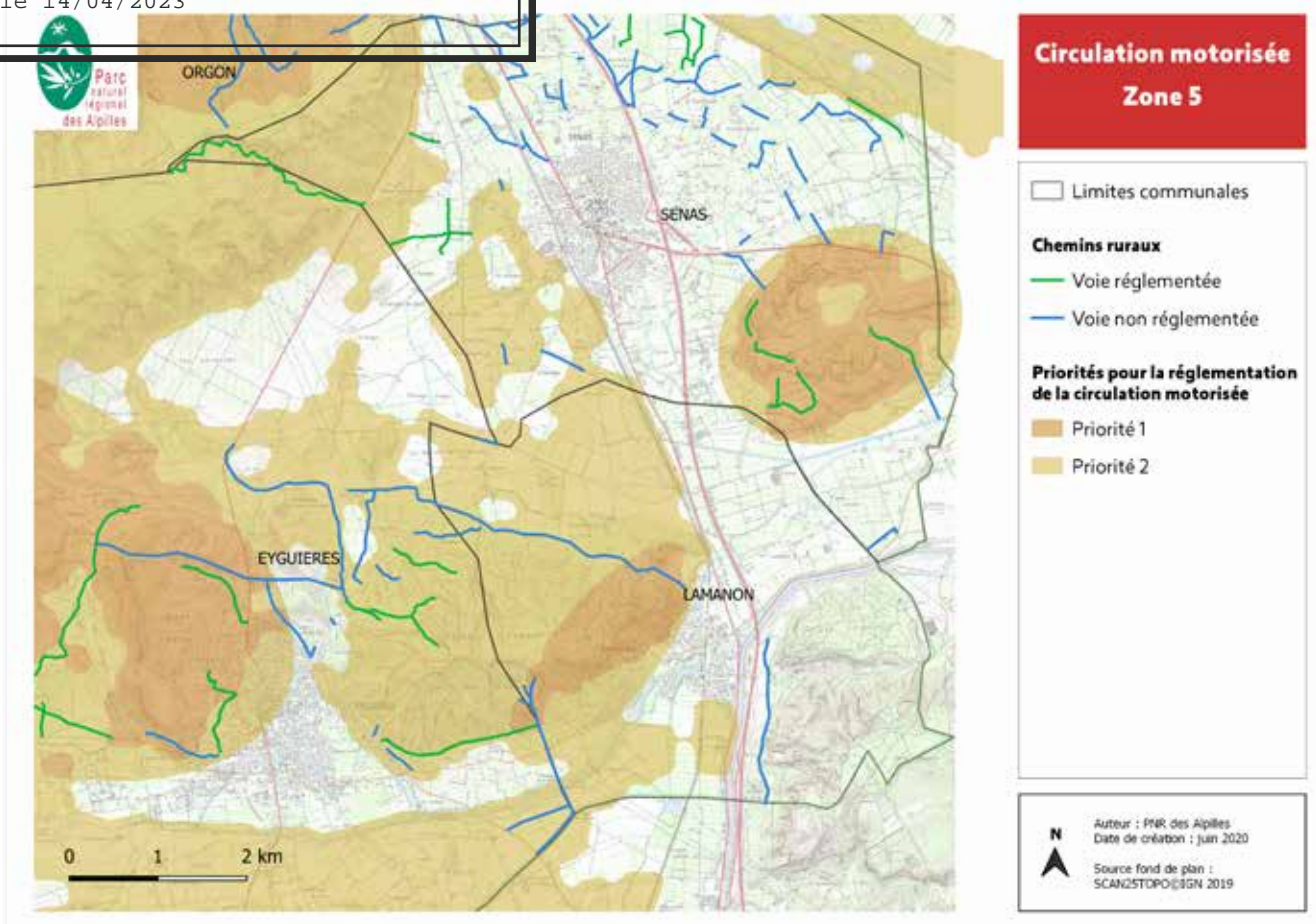 le 14/04/2023
Parc
naturel
régional
des Alpilles
ORGON
SENAS
EYGUIERES
LAMANON
0 1 2 km
Circulation motorisée
Zone 5
Limites communales
Chemins ruraux
Voie réglementée
Voie non réglementée
Priorités pour la réglementation
de la circulation motorisée
Priorité 1
Priorité 2
N
Auteur : PNR des Alpilles
Date de création : juin 2020
Source fond de plan :
SCAN25TOPO©IGN 2019